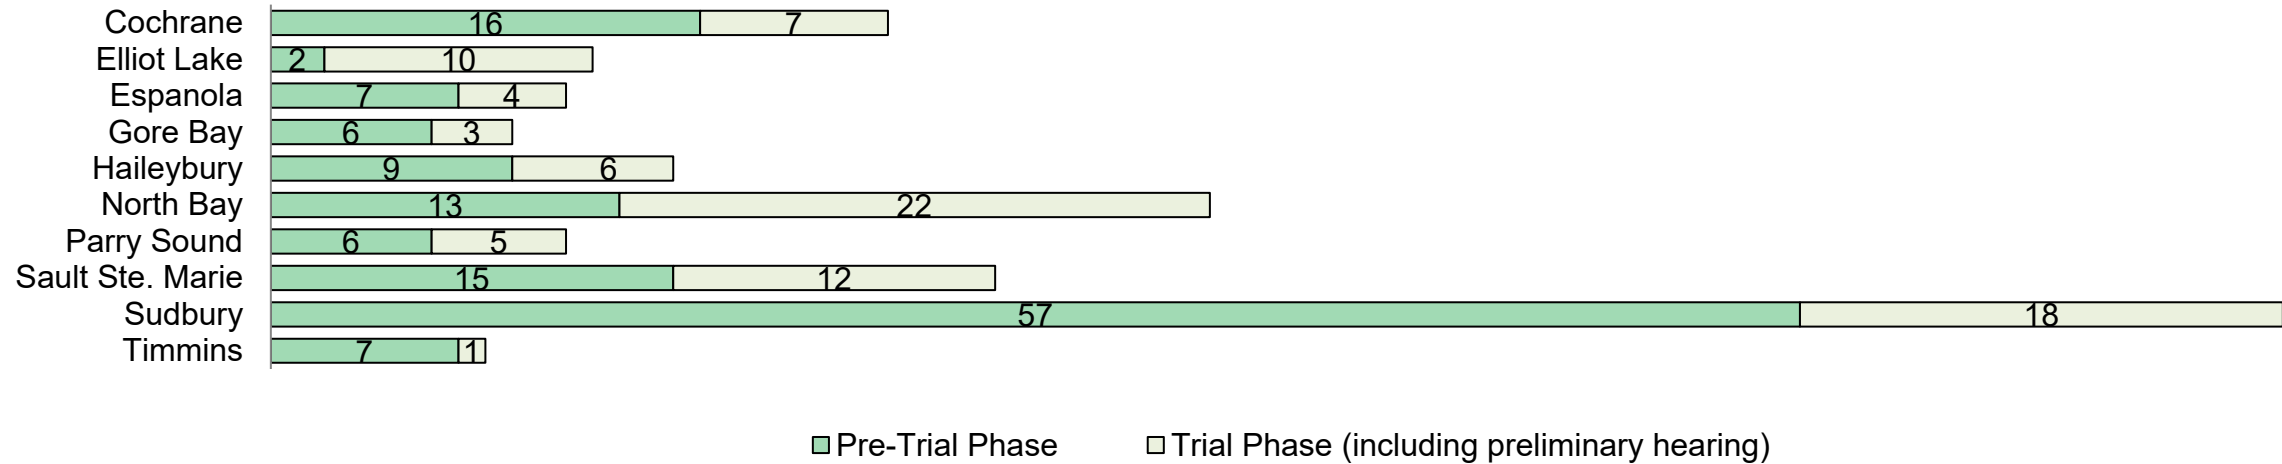 Cochrane 16 7
Elliot Lake 2 10
Espanola 7 4
Gore Bay 6 3
Haileybury 9 6
North Bay 13 22
Parry Sound 6 5
Sault Ste. Marie 15 12
Sudbury 57 18
Timmins 7 1
Pre-Trial Phase Trial Phase (including preliminary hearing)